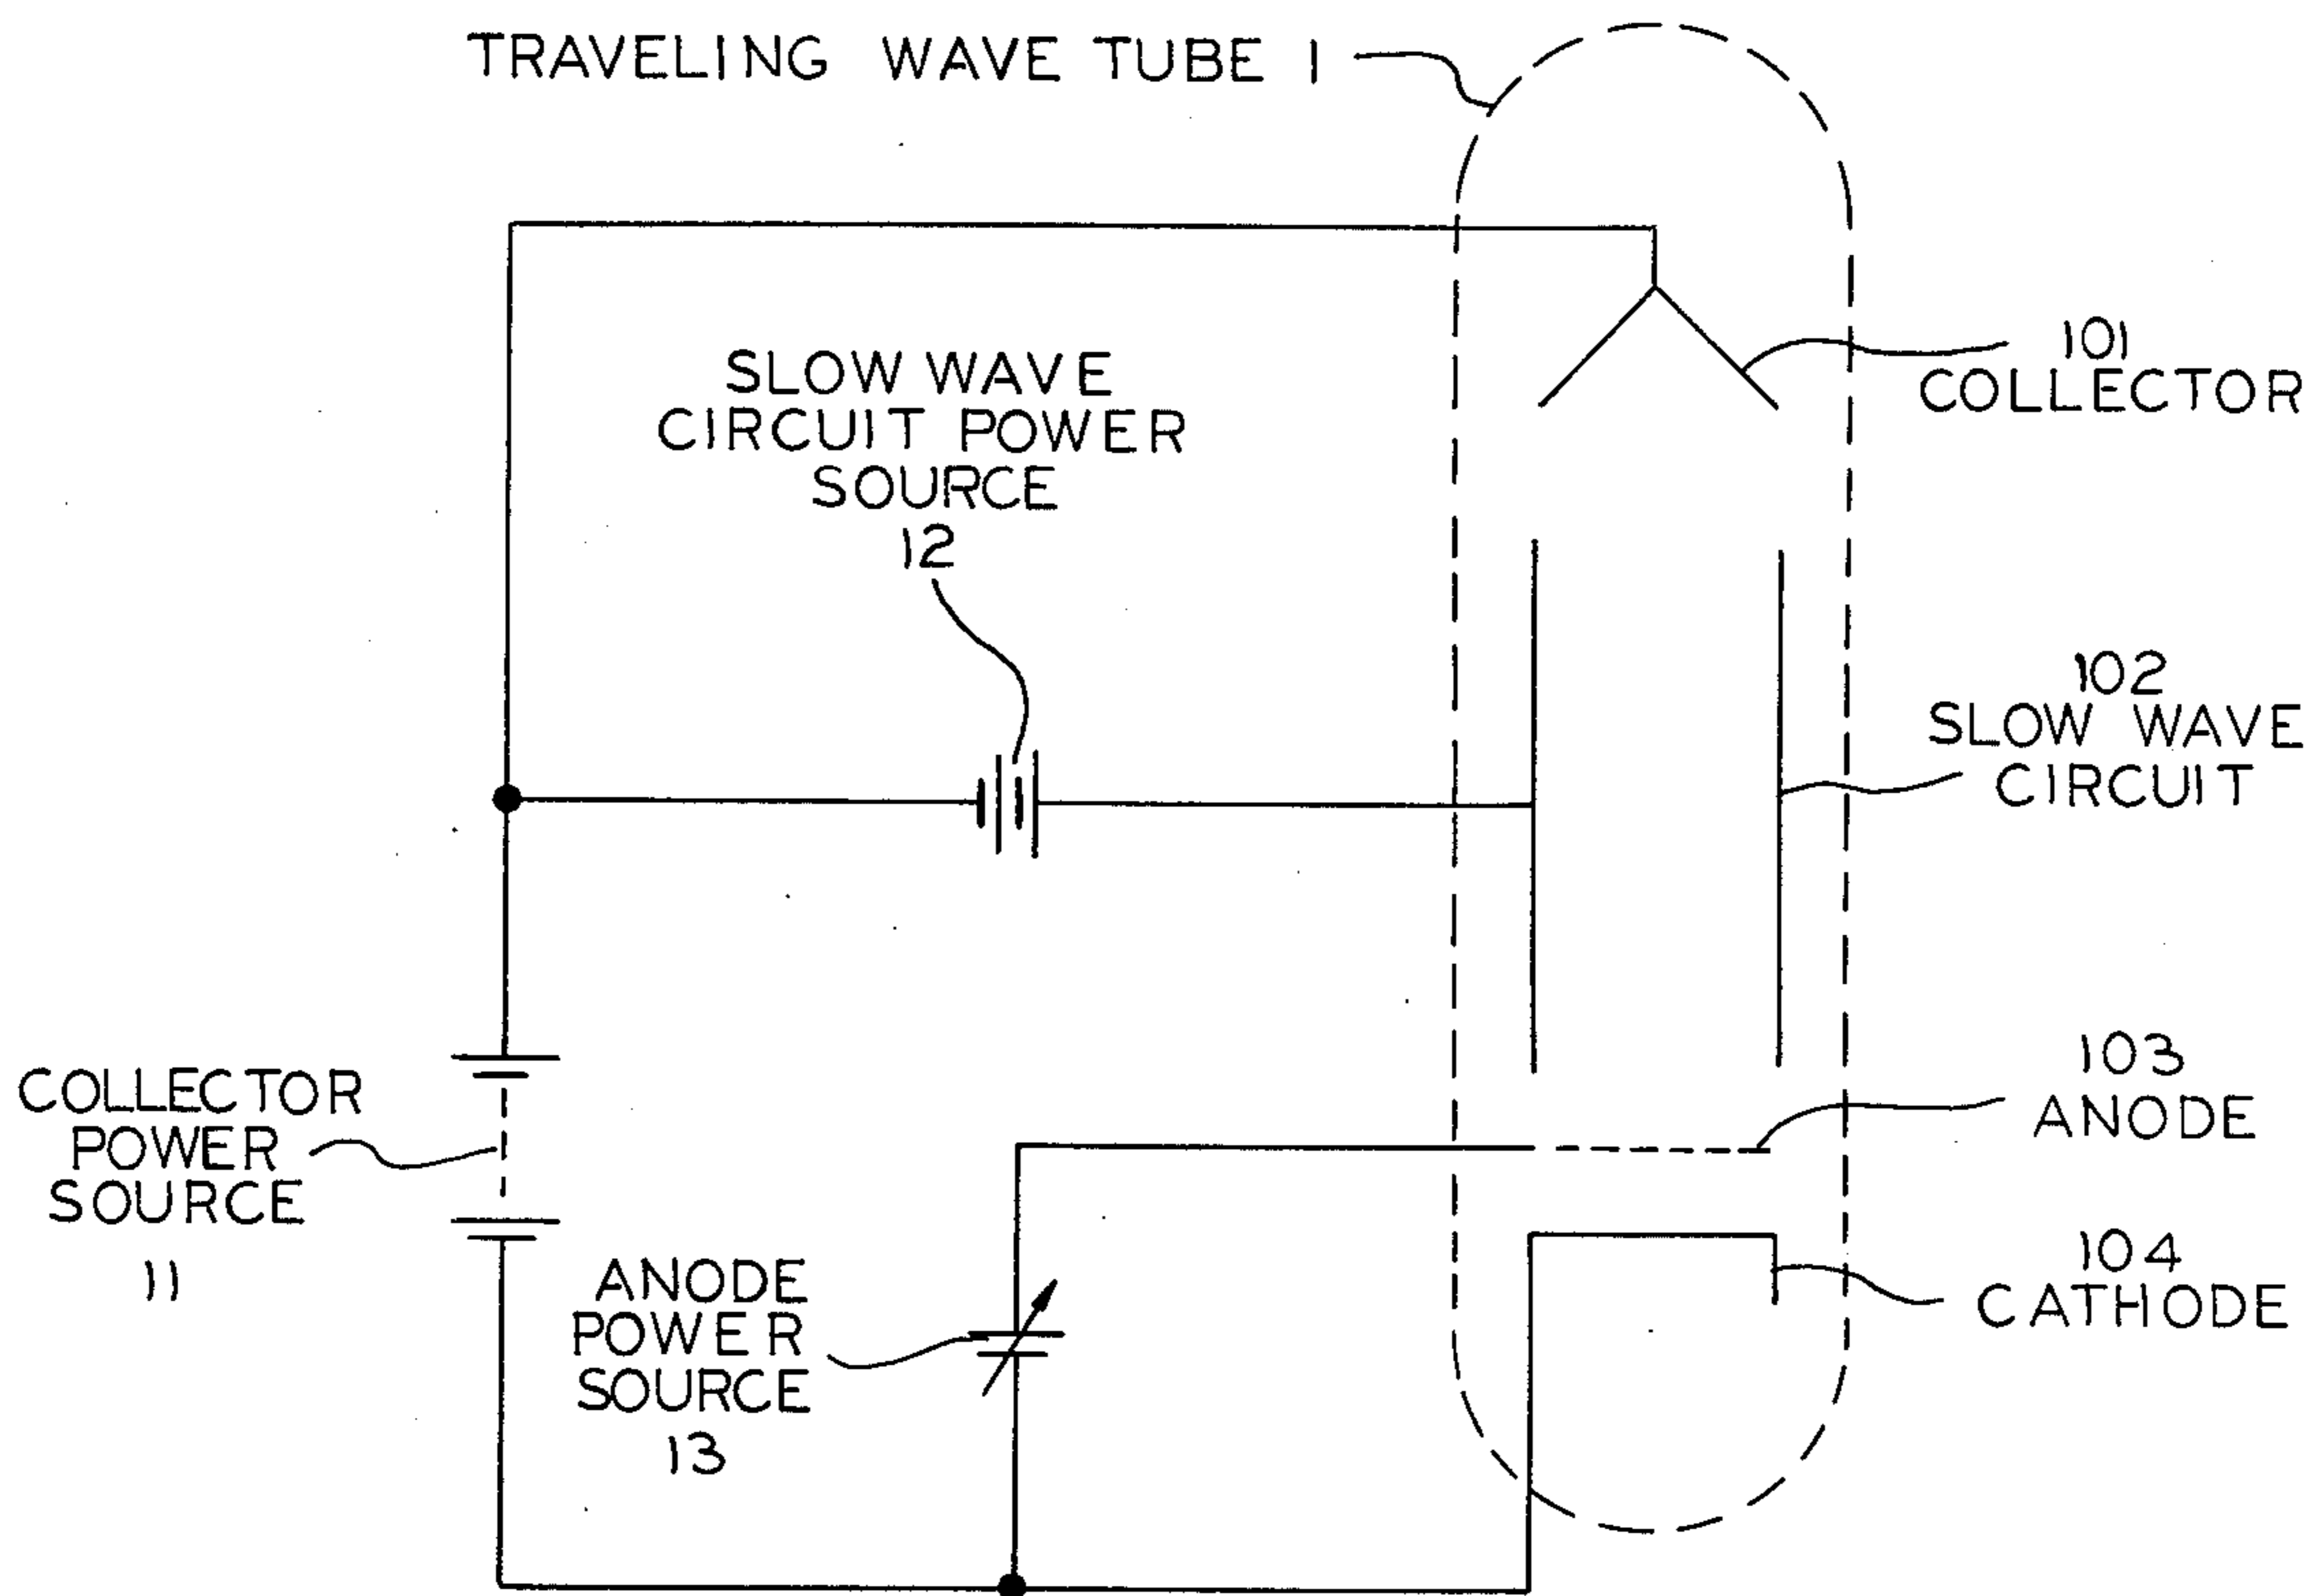 TRAVELING WAVE TUBE 1
SLOW WAVE
CIRCUIT POWER
SOURCE
12
101
COLLECTOR
102
SLOW WAVE
CIRCUIT
COLLECTOR
POWER
SOURCE
11
103
ANODE
ANODE
POWER
SOURCE
13
104
CATHODE